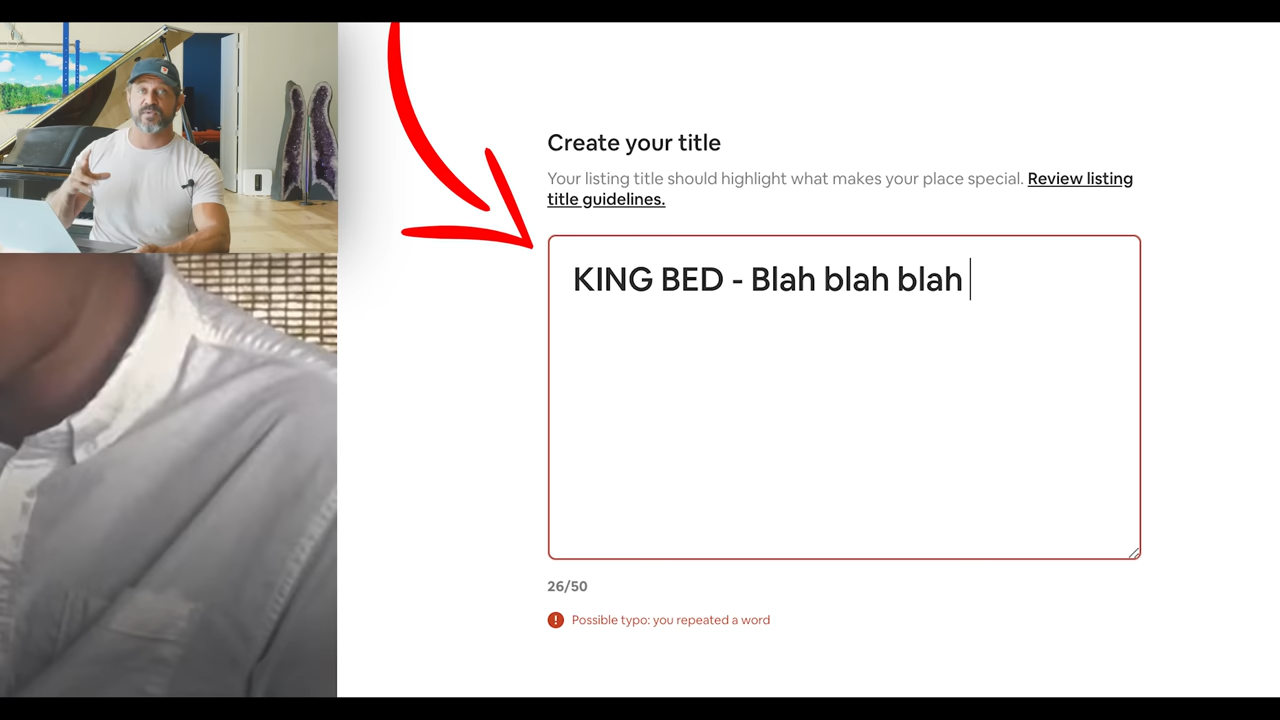 Create your title
Your listing title should highlight what makes your place special. Review listing
title guidelines.
KING BED - Blah blah blah
26/50
Possible typo: you repeated a word